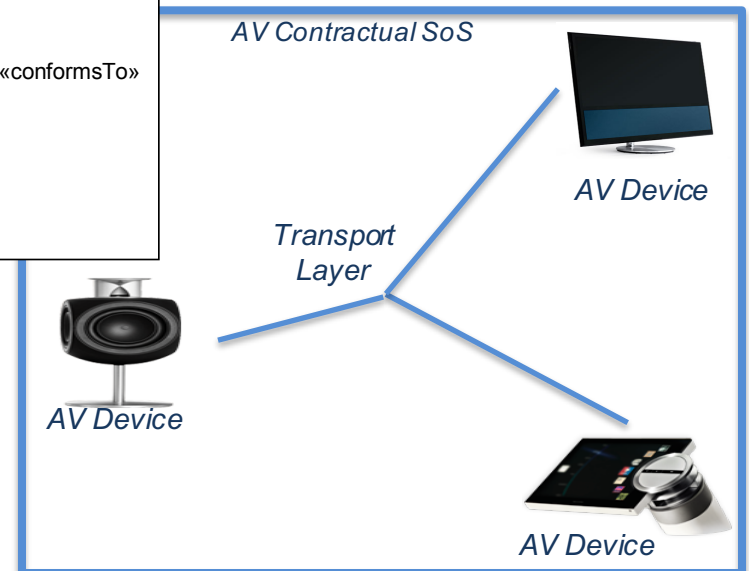 AV Contractual SoS
«conformsTo»
AV Device
Transport
Layer
AV Device
AV Device